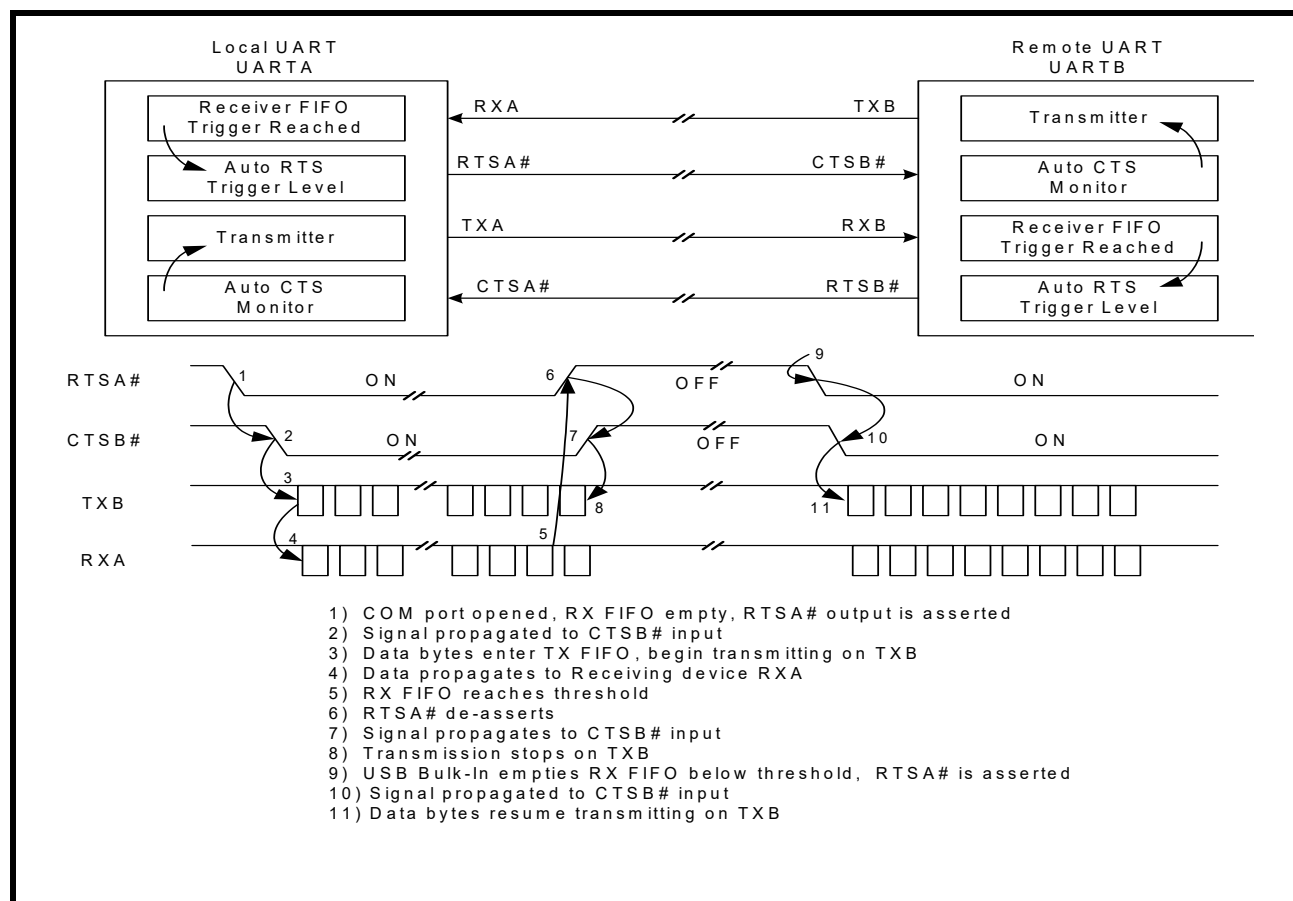 Local UART
UARTA
Remote UART
UARTB
Receiver FIFO
Trigger Reached
Auto RTS
Trigger Level
Transmitter
Auto CTS
Monitor
RXA
TXB
RTSA#
CTSB#
TXA
RXB
CTSA#
RTSB#
Transmitter
Auto CTS
Monitor
Receiver FIFO
Trigger Reached
Auto RTS
Trigger Level
RTSA#
1
ON
6
OFF
9
ON
CTSB#
2
ON
7
OFF
10
ON
TXB
3
8
11
RXA
4
5
1) COM port opened, RX FIFO empty, RTSA# output is asserted
2) Signal propagated to CTSB# input
3) Data bytes enter TX FIFO, begin transmitting on TXB
4) Data propagates to Receiving device RXA
5) RX FIFO reaches threshold
6) RTSA# de-asserts
7) Signal propagates to CTSB# input
8) Transmission stops on TXB
9) USB Bulk-In empties RX FIFO below threshold, RTSA# is asserted
10) Signal propagated to CTSB# input
11) Data bytes resume transmitting on TXB